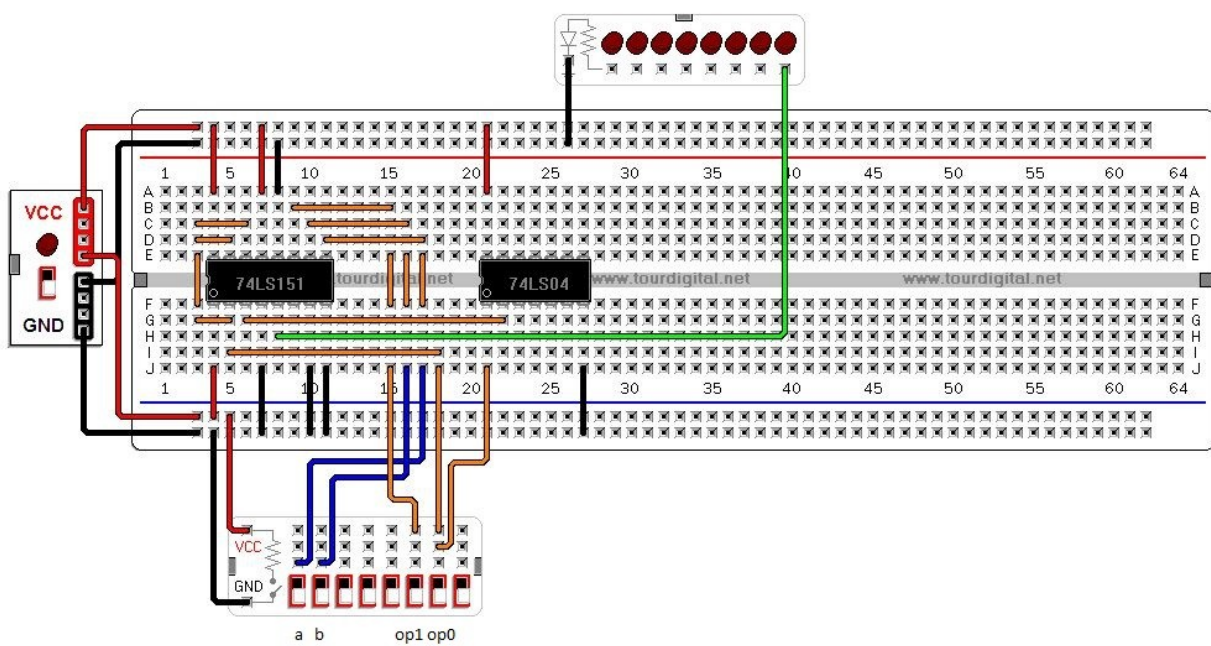 1 5 10 15 20 25 30 35 40 45 50 55 60 64
A A
B B
C C
D D
E E
VCC
GND
74LS151
tourdigital.net
74LS04
www.tourdigital.net
www.tourdigital.net
F F
G G
H H
I I
J J
1 5 10 15 20 25 30 35 40 45 50 55 60 64
VCC
GND
a b op1 op0